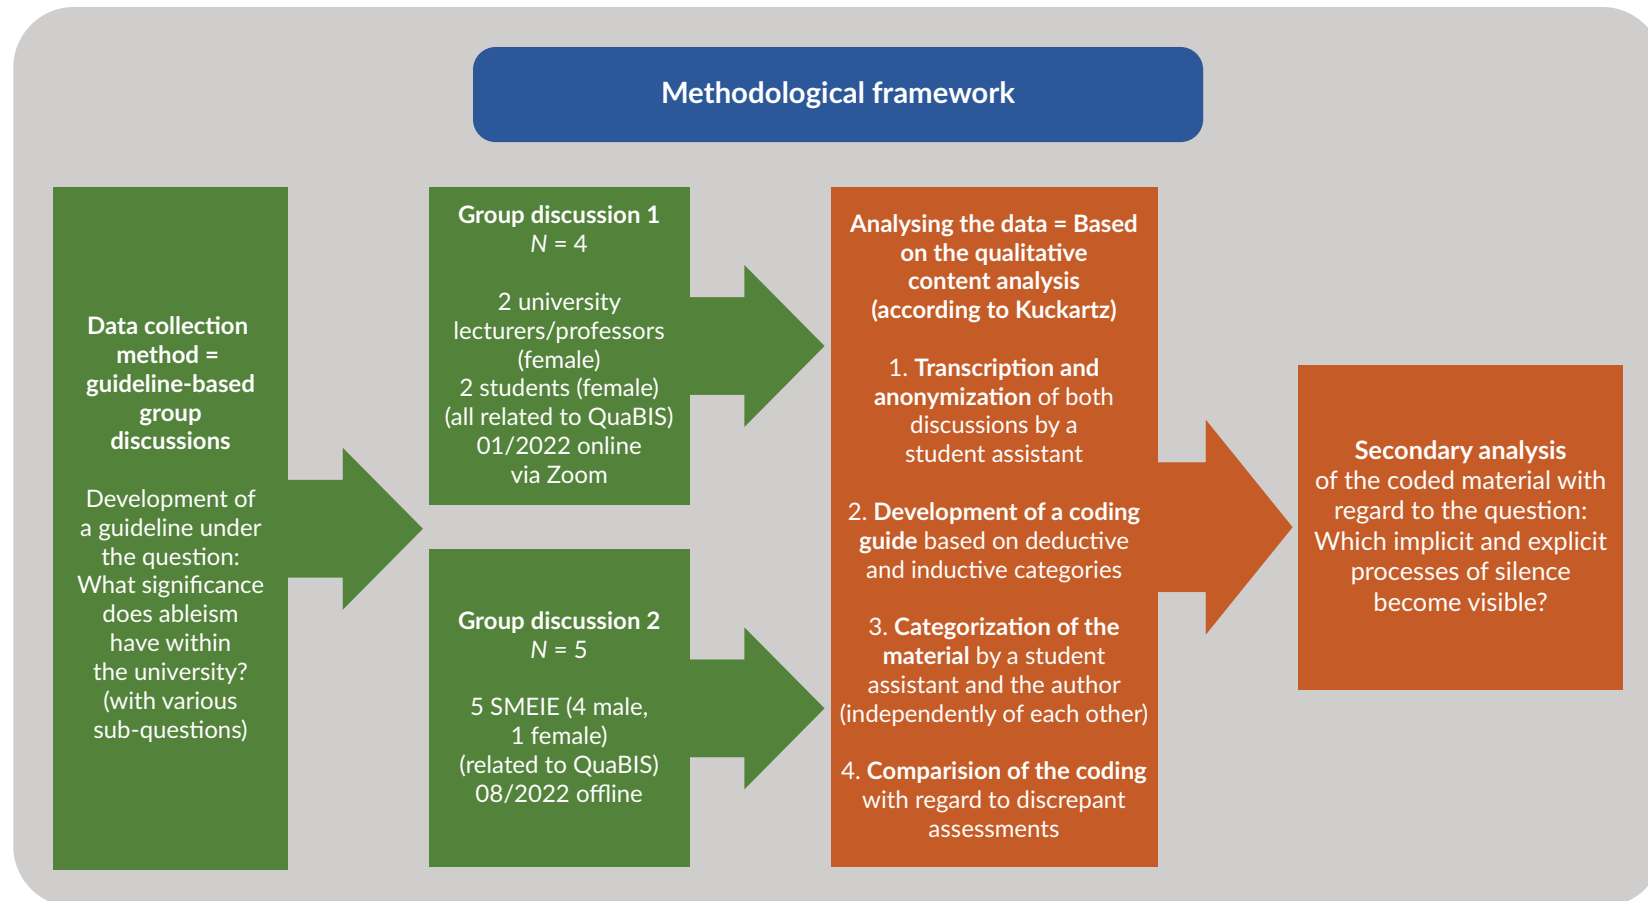 Methodological framework
Data collection
method =
guideline-based
group
discussions
Development of
a guideline under
the question:
What significance
does ableism
have within
the university?
(with various
sub-questions)
Group discussion 1
N = 4
2 university
lecturers/professors
(female)
2 students (female)
(all related to QuaBIS)
01/2022 online
via Zoom
Group discussion 2
N = 5
5 SMEIE (4 male,
1 female)
(related to QuaBIS)
08/2022 offline
Analysing the data = Based
on the qualitative
content analysis
(according to Kuckartz)
1. Transcription and
anonymization of both
discussions by a
student assistant
2. Development of a coding
guide based on deductive
and inductive categories
3. Categorization of the
material by a student
assistant and the author
(independently of each other)
4. Comparision of the coding
with regard to discrepant
assessments
Secondary analysis
of the coded material with
regard to the question:
Which implicit and explicit
processes of silence
become visible?